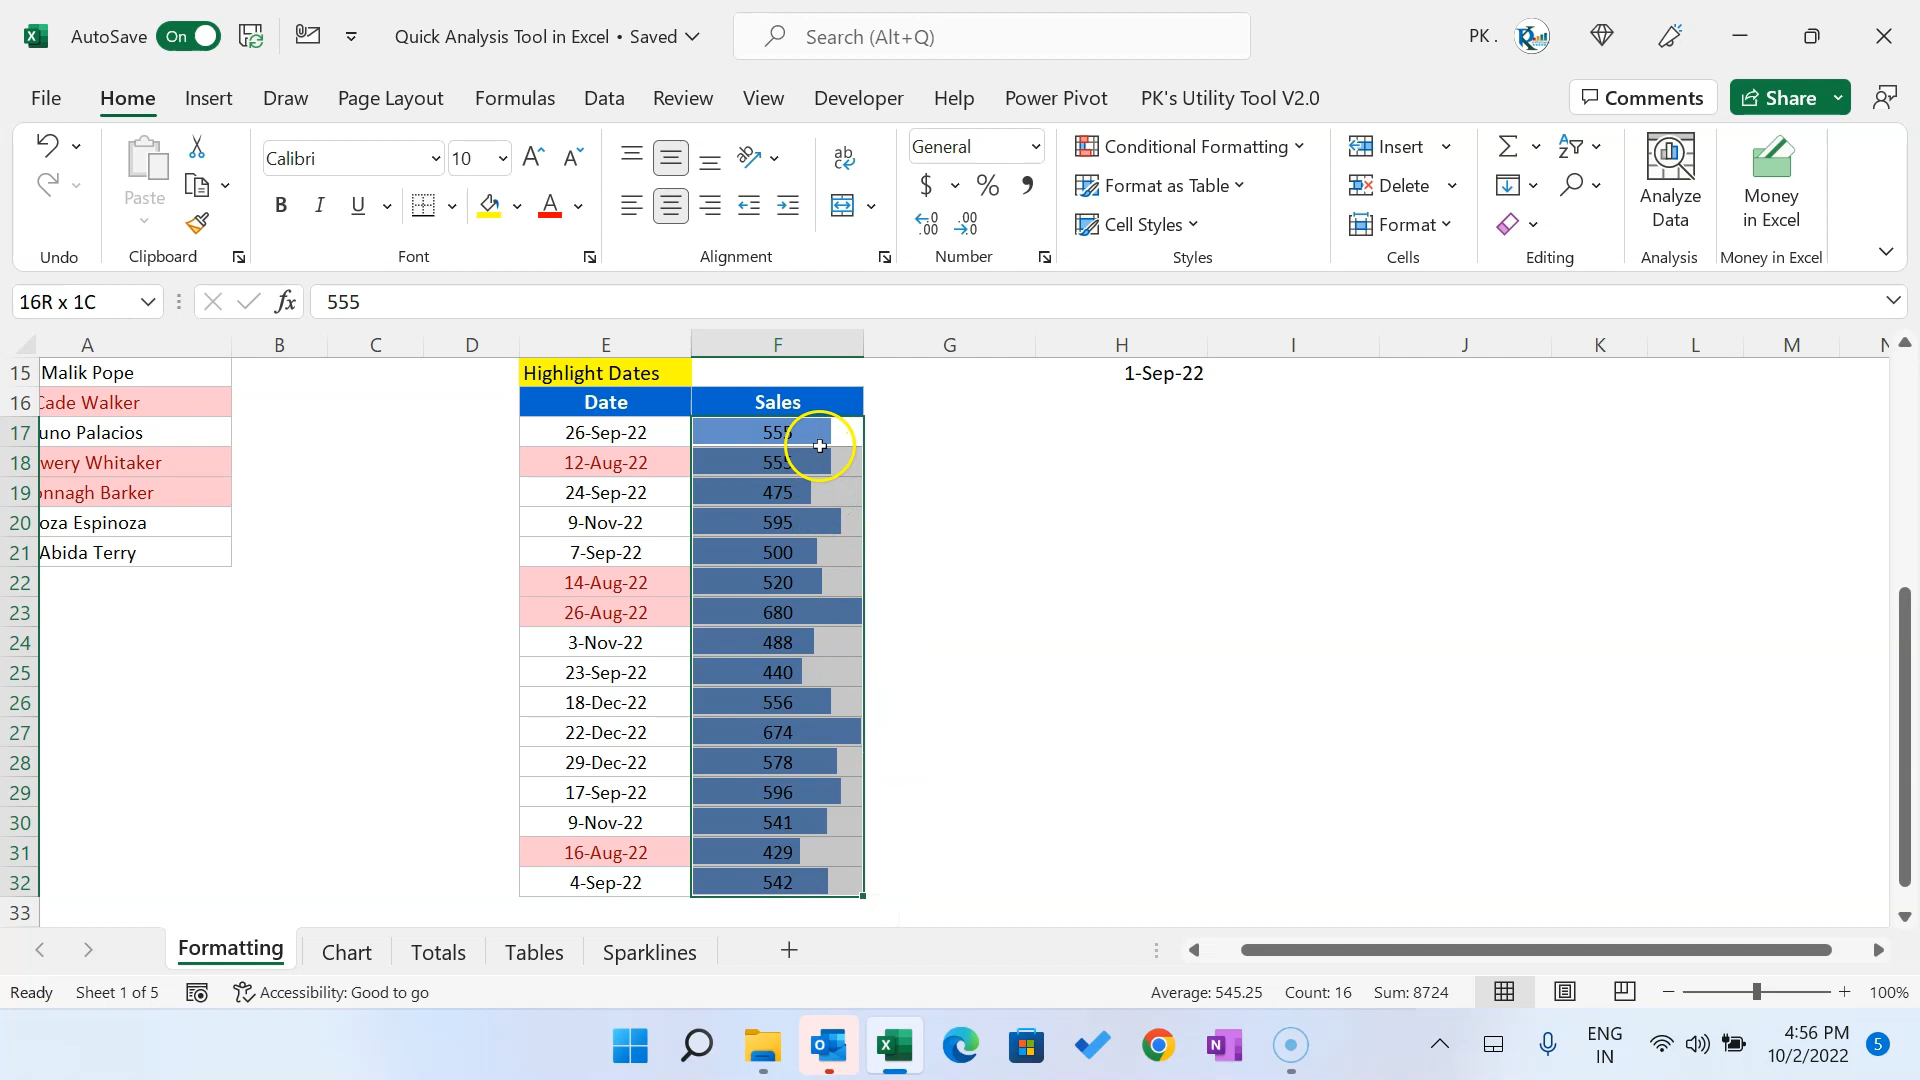 AutoSave On Quick Analysis Tool in Excel • Saved Search (Alt+Q) PK .
File Home Insert Draw Page Layout Formulas Data Review View Developer Help Power Pivot PK's Utility Tool V2.0 Comments Share
Calibri 10 General Conditional Formatting Insert
Paste Format as Table Delete Analyze Data Money in Excel
B I U A $ % Cell Styles Format
Undo Clipboard Font Alignment Number Styles Cells Editing Analysis Money in Excel
16R x 1C fx 555
A B C D E F G H I J K L M N
15 Malik Pope Highlight Dates 1-Sep-22
16 Cade Walker Date Sales
17 uno Palacios 26-Sep-22 555
18 wery Whitaker 12-Aug-22 555
19 onnagh Barker 24-Sep-22 475
20 oza Espinoza 9-Nov-22 595
21 Abida Terry 7-Sep-22 500
22 14-Aug-22 520
23 26-Aug-22 680
24 3-Nov-22 488
25 23-Sep-22 440
26 18-Dec-22 556
27 22-Dec-22 674
28 29-Dec-22 578
29 17-Sep-22 596
30 9-Nov-22 541
31 16-Aug-22 429
32 4-Sep-22 542
33
Formatting Chart Totals Tables Sparklines
Ready Sheet 1 of 5 Accessibility: Good to go Average: 545.25 Count: 16 Sum: 8724 100%
ENG 4:56 PM
IN 10/2/2022 5